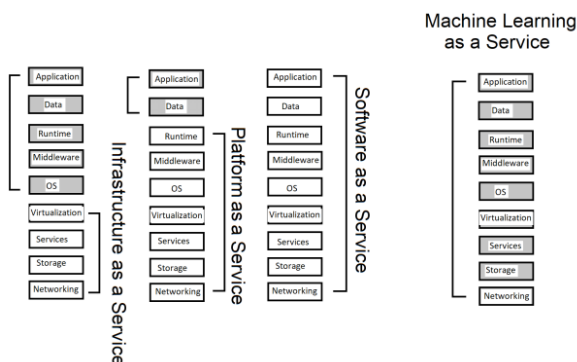 Machine Learning
as a Service
Application
Data
Runtime
Middleware
OS
Virtualization
Services
Storage
Networking
Infrastructure as a Service
Application
Data
Runtime
Middleware
OS
Virtualization
Services
Storage
Networking
Platform as a Service
Application
Data
Runtime
Middleware
OS
Virtualization
Services
Storage
Networking
Software as a Service
Application
Data
Runtime
Middleware
OS
Virtualization
Services
Storage
Networking